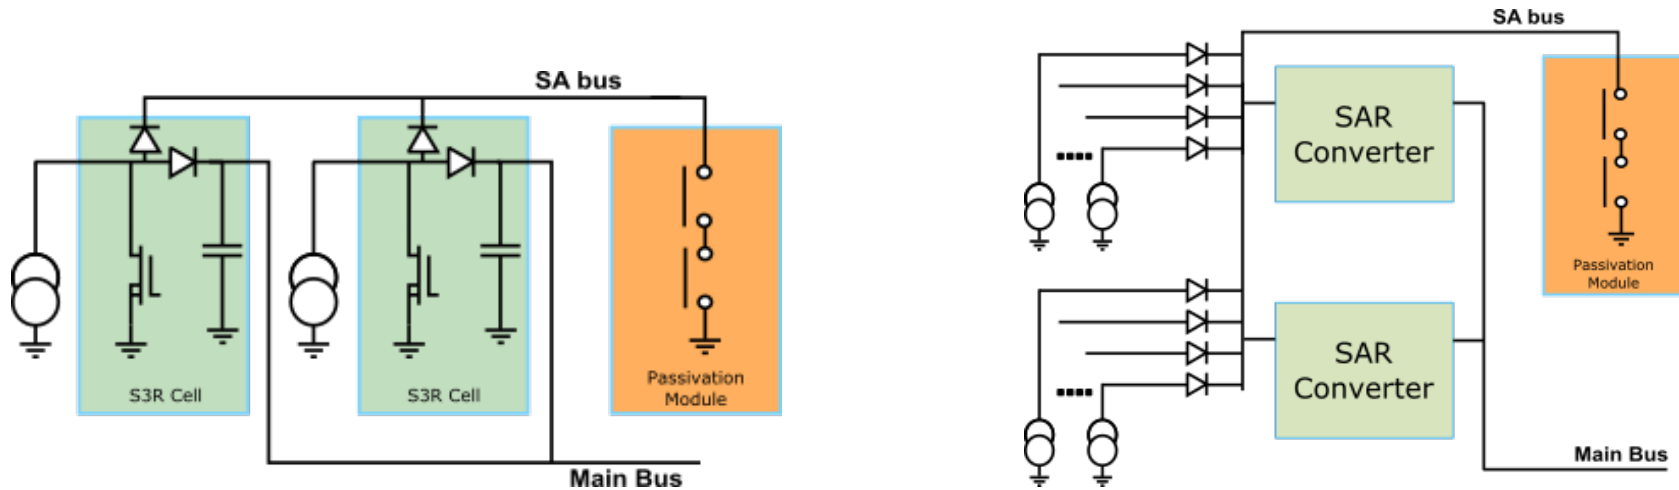 SA bus
S3R Cell
S3R Cell
Passivation
Module
Main Bus
SA bus
SAR
Converter
Passivation
Module
SAR
Converter
Main Bus